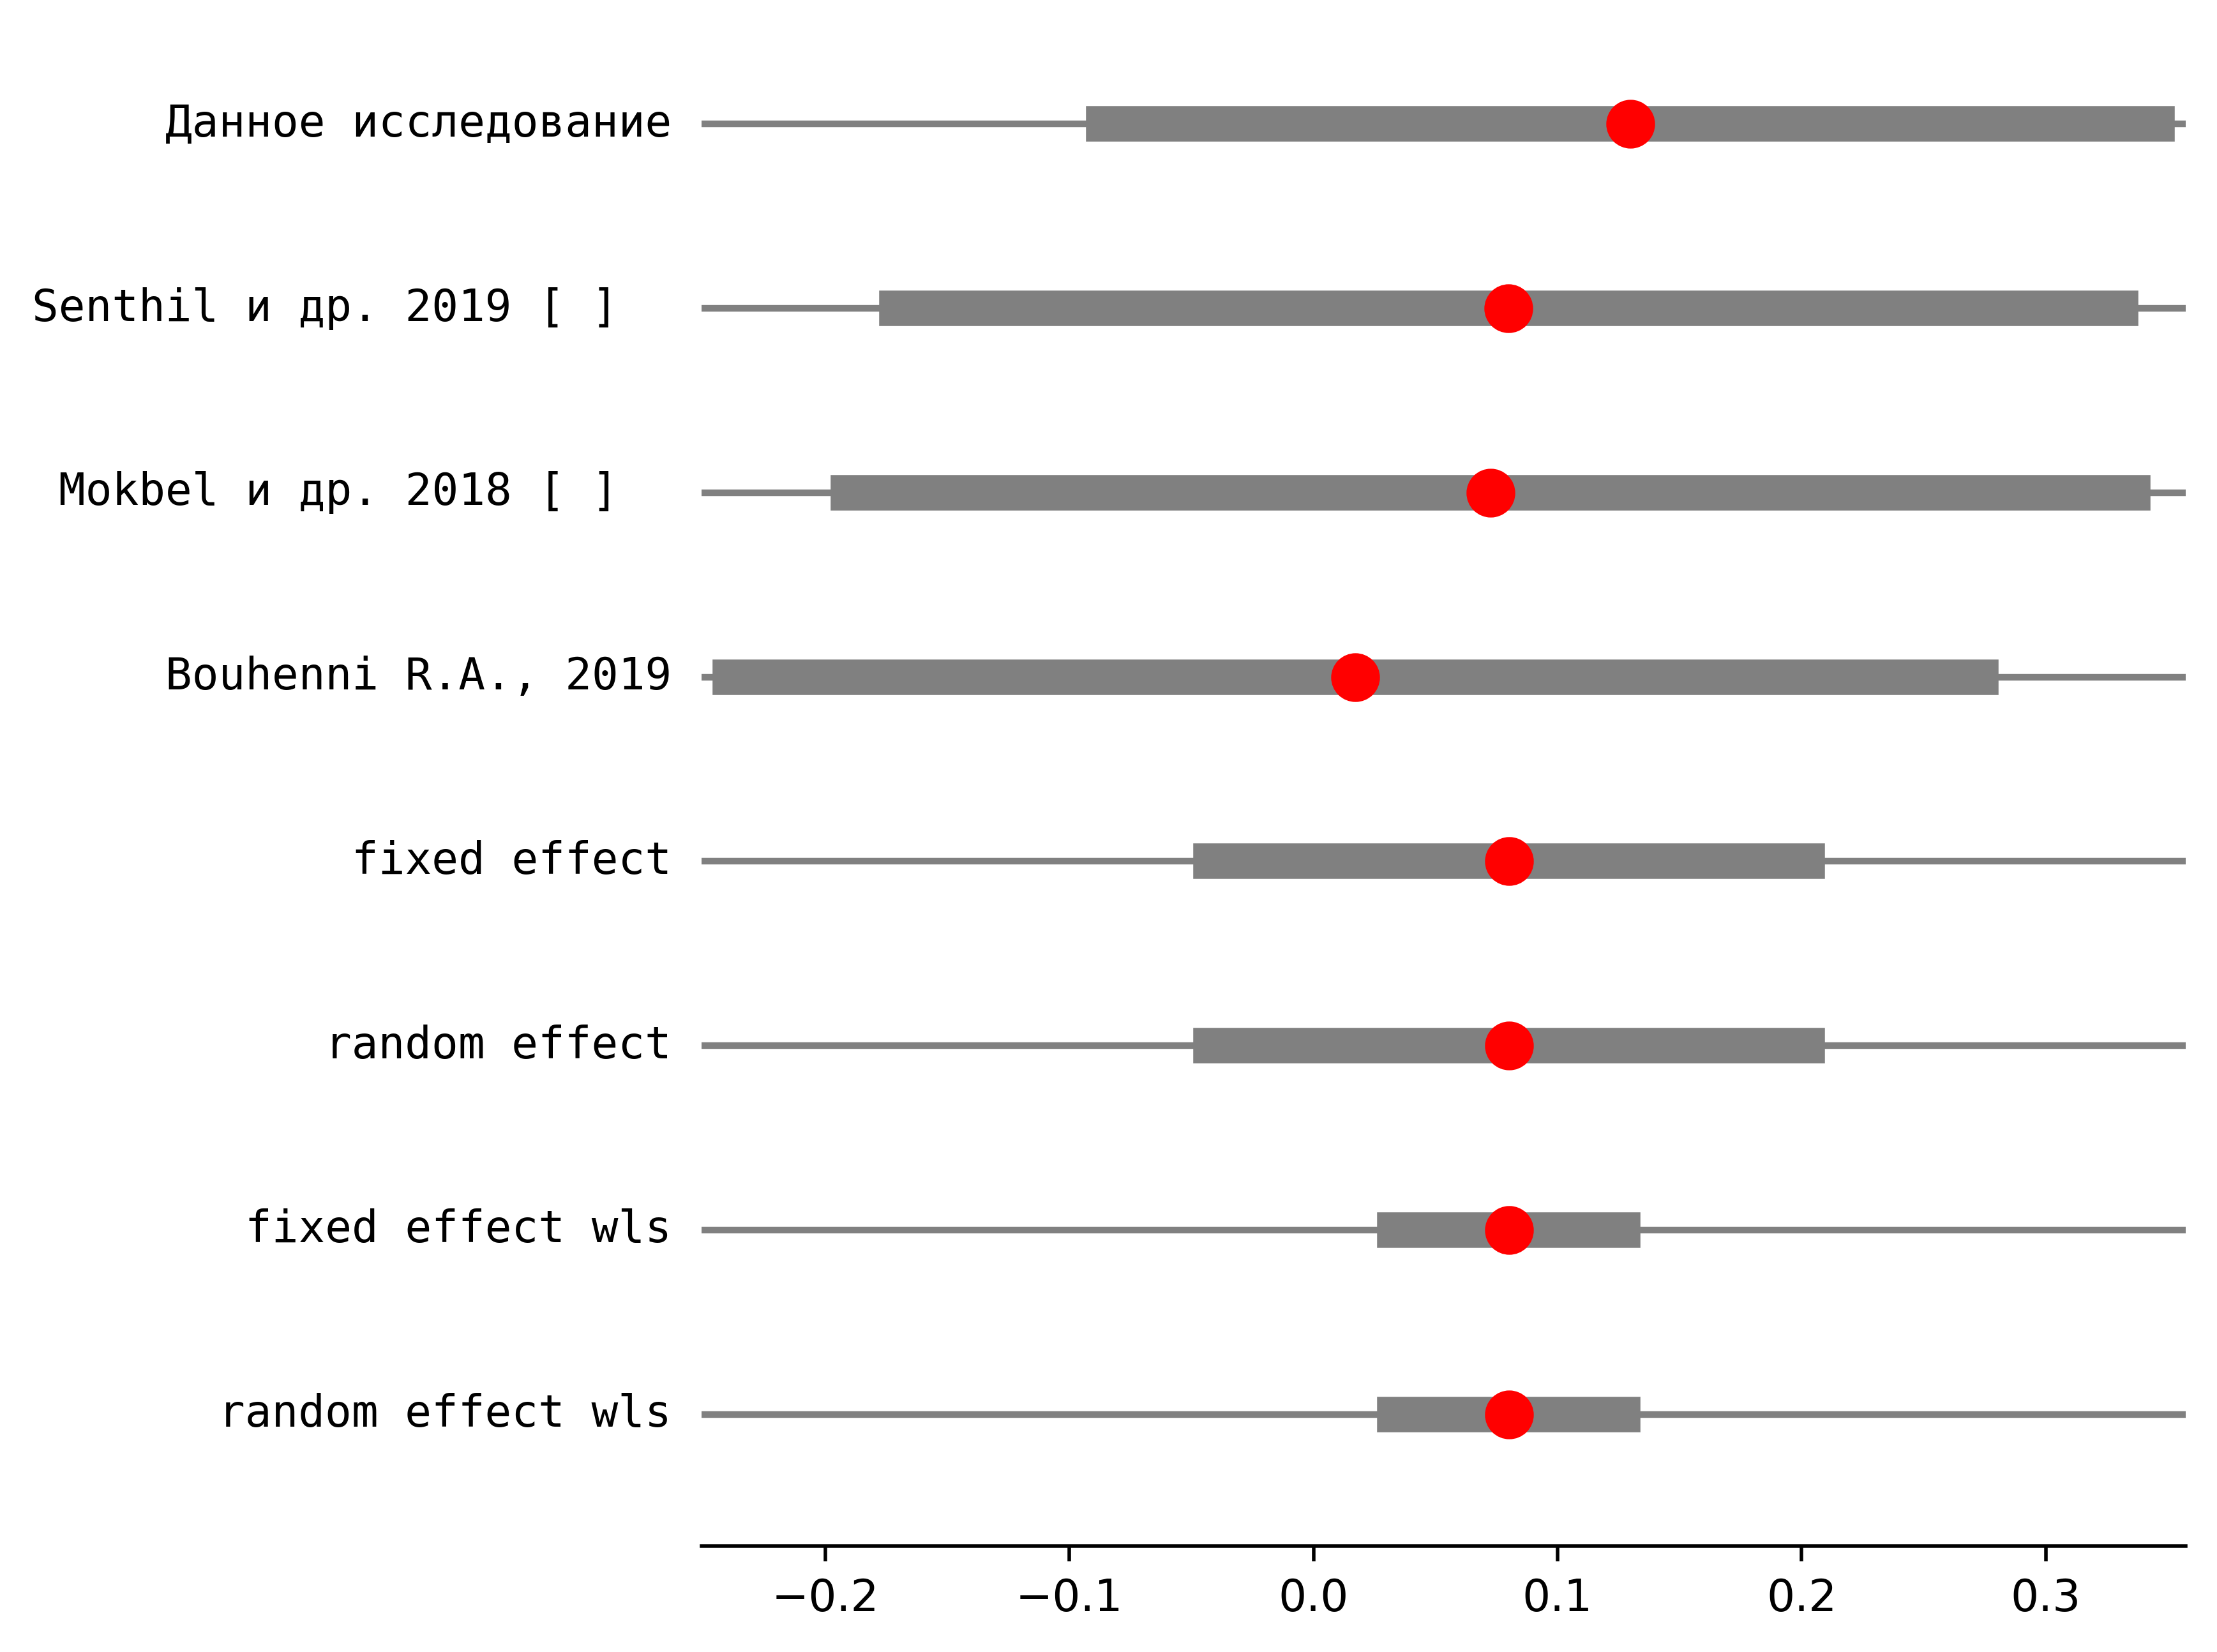 Данное исследование
Senthil и др. 2019 [ ]
Mokbel и др. 2018 [ ]
Bouhenni R.A., 2019
fixed effect
random effect
fixed effect wls
random effect wls
−0.2 −0.1 0.0 0.1 0.2 0.3